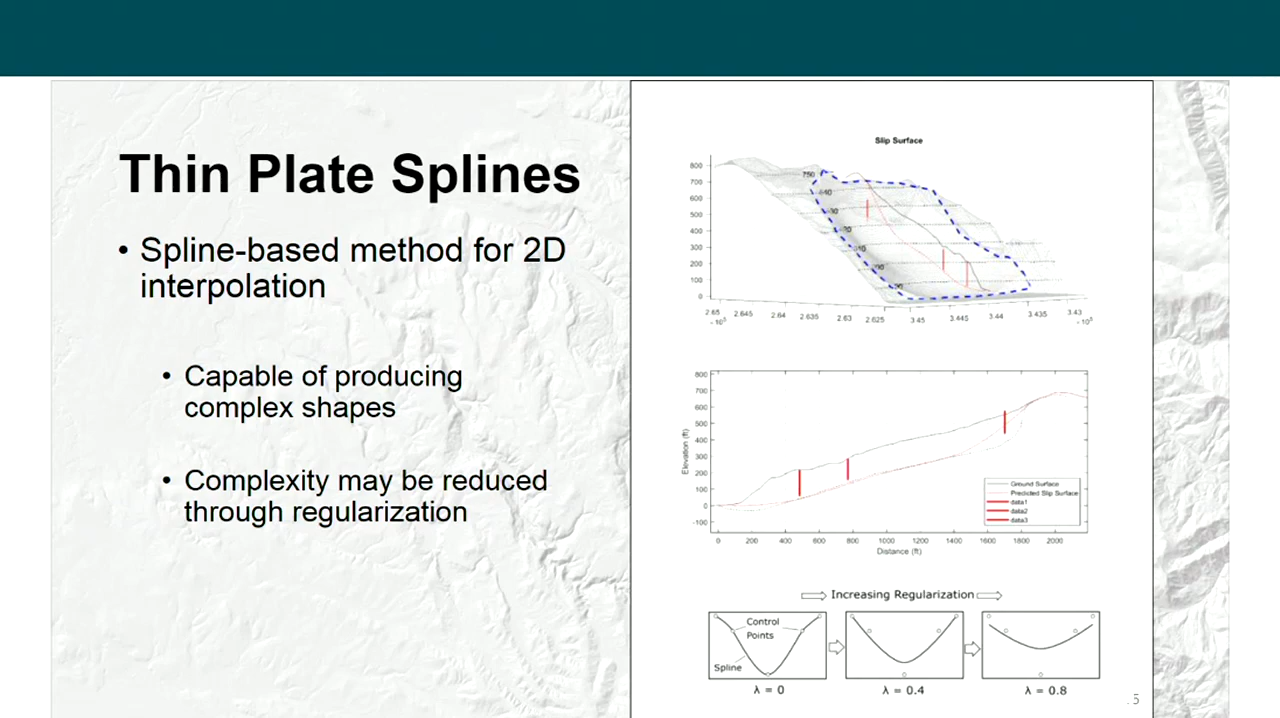 Thin Plate Splines
• Spline-based method for 2D
interpolation
• Capable of producing
complex shapes
• Complexity may be reduced
through regularization
Slip Surface
800
700
600
500
400
300
200
100
0
750
2.65 2.645 2.64 2.635 2.63 2.625 3.45 3.445 3.44 3.435 3.43
800
700
600
500
400
300
200
100
0
-100
Elevation (ft)
Ground Surface
Predicted Slip Surface
data1
data2
data3
0 200 400 600 800 1000 1200 1400 1600 1800 2000
Distance (ft)
Increasing Regularization
Control
Points
Spline
λ = 0 λ = 0.4 λ = 0.8